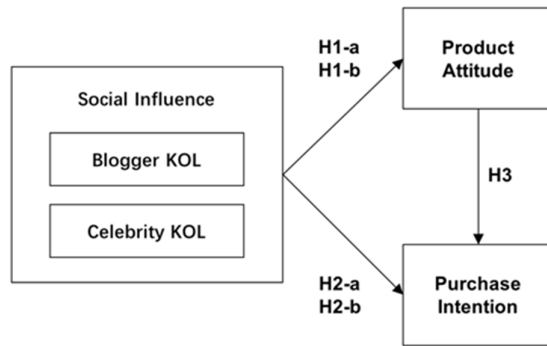 Social Influence
Blogger KOL
Celebrity KOL
H1-a
H1-b
Product
Attitude
H3
H2-a
H2-b
Purchase
Intention